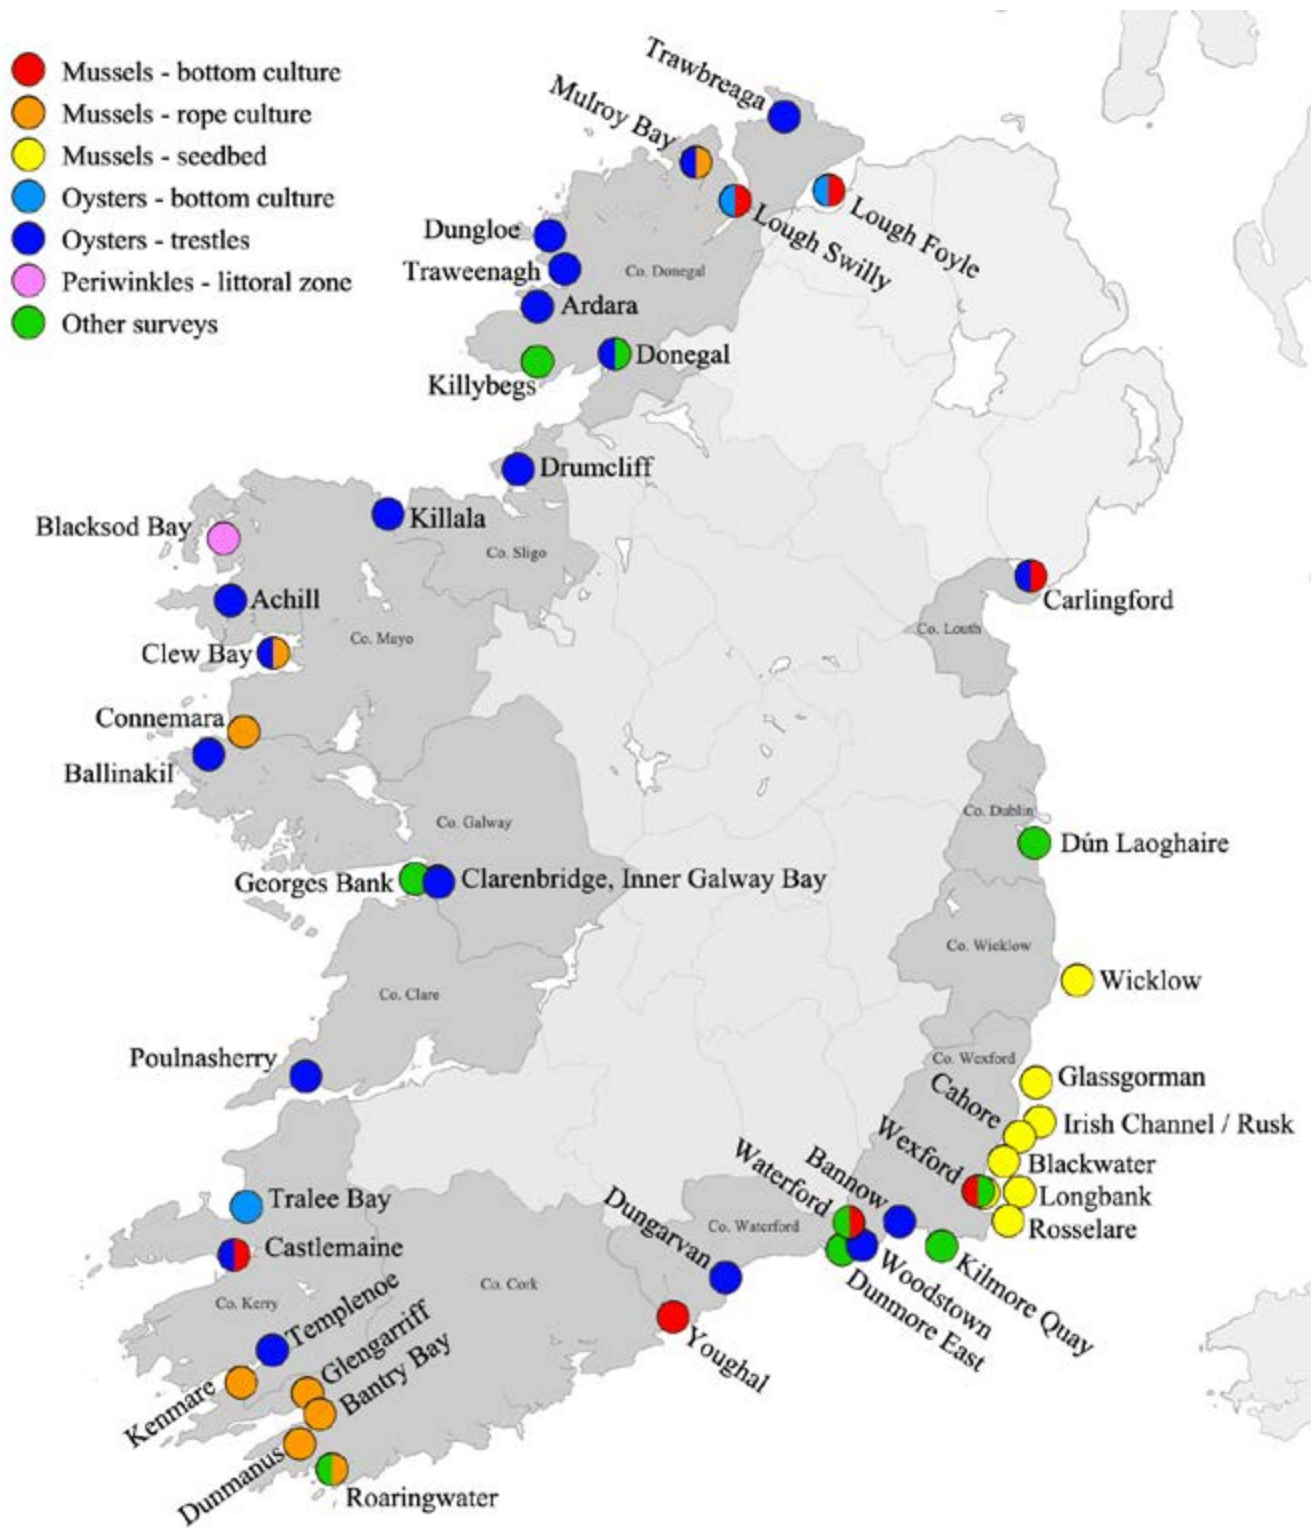 Mussels - bottom culture
Mussels - rope culture
Mussels - seedbed
Oysters - bottom culture
Oysters - trestles
Periwinkles - littoral zone
Other surveys
Trawbreaga
Mulroy Bay
Lough Foyle
Lough Swilly
Dungloe
Traweenagh
Co. Donegal
Ardara
Donegal
Killybegs
Drumcliff
Killala
Blacksod Bay
Co. Sligo
Achill
Carlingford
Co. Louth
Co. Mayo
Clew Bay
Connemara
Ballinakil
Co. Galway
Co. Dublin
Dún Laoghaire
Georges Bank
Clarenbridge, Inner Galway Bay
Co. Wicklow
Wicklow
Co. Clare
Poulnasherry
Co. Wexford
Glassgorman
Cahore
Irish Channel / Rusk
Wexford
Blackwater
Longbank
Rosselare
Waterford
Bannow
Tralee Bay
Dungarvan
Co. Waterford
Castlemaine
Woodstown
Kilmore Quay
Dunmore East
Co. Kerry
Co. Cork
Templenoe
Glengarriff
Bantry Bay
Youghal
Kenmare
Dunmanus
Roaringwater